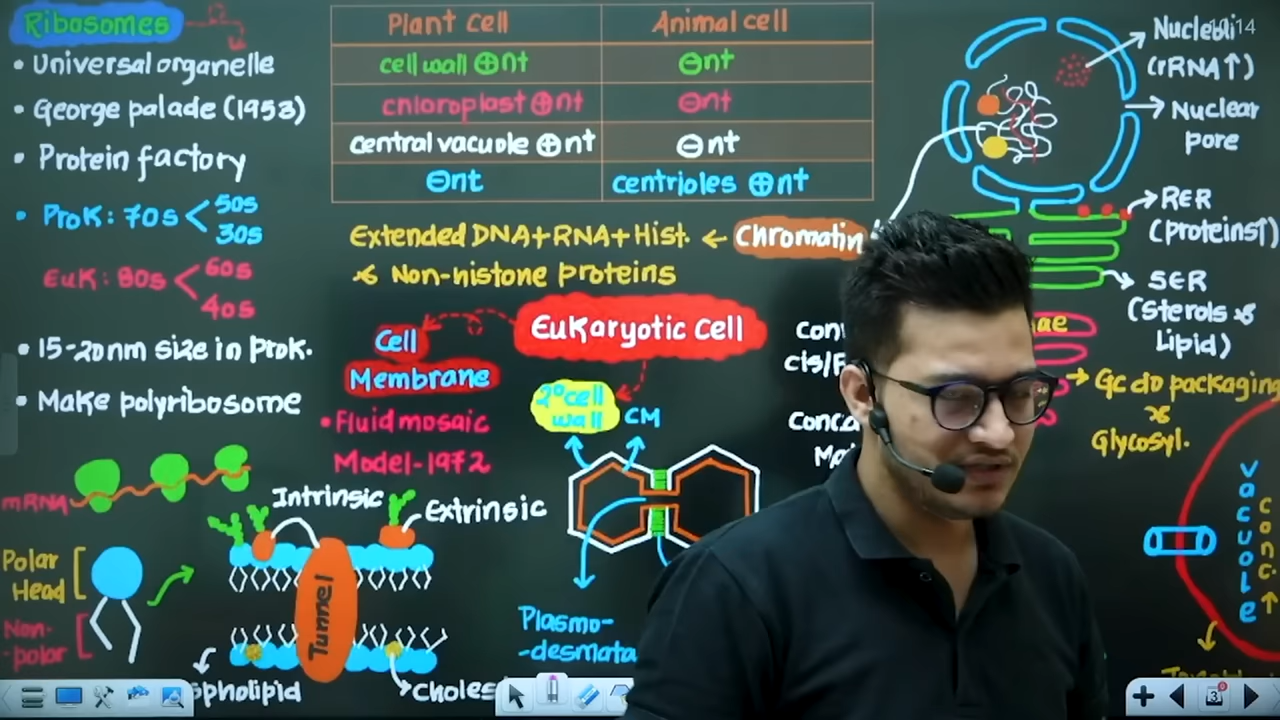 Ribosomes
• Universal organelle
• George palade (1953)
• Protein factory
• ProK: 70s < 50s
30s
EuK: 80s < 60s
40s
• 15-20nm size in Prok.
• Make polyribosome
mRNA
Polar
Head
Non-
-polar
Plant Cell Animal cell
cell wall ⊕nt ⊖nt
chloroplast ⊕nt ⊖nt
central vacuole ⊕nt ⊖nt
⊖nt centrioles ⊕nt
Extended DNA+RNA+Hist. ← Chromatin
& Non-histone proteins
Eukaryotic cell
Cell
Membrane
• Fluid mosaic
Model-1972
2° cell
wall
CM
Intrinsic
Extrinsic
Tunnel
spholipid
Choles
Plasmo-
-desmata
Nucleoli
(rRNA↑)
Nuclear
pore
RER
(proteins↑)
SER
(sterols &
Lipid)
GC do packaging
&
Glycosyl.
vacuole
conc.↑
3